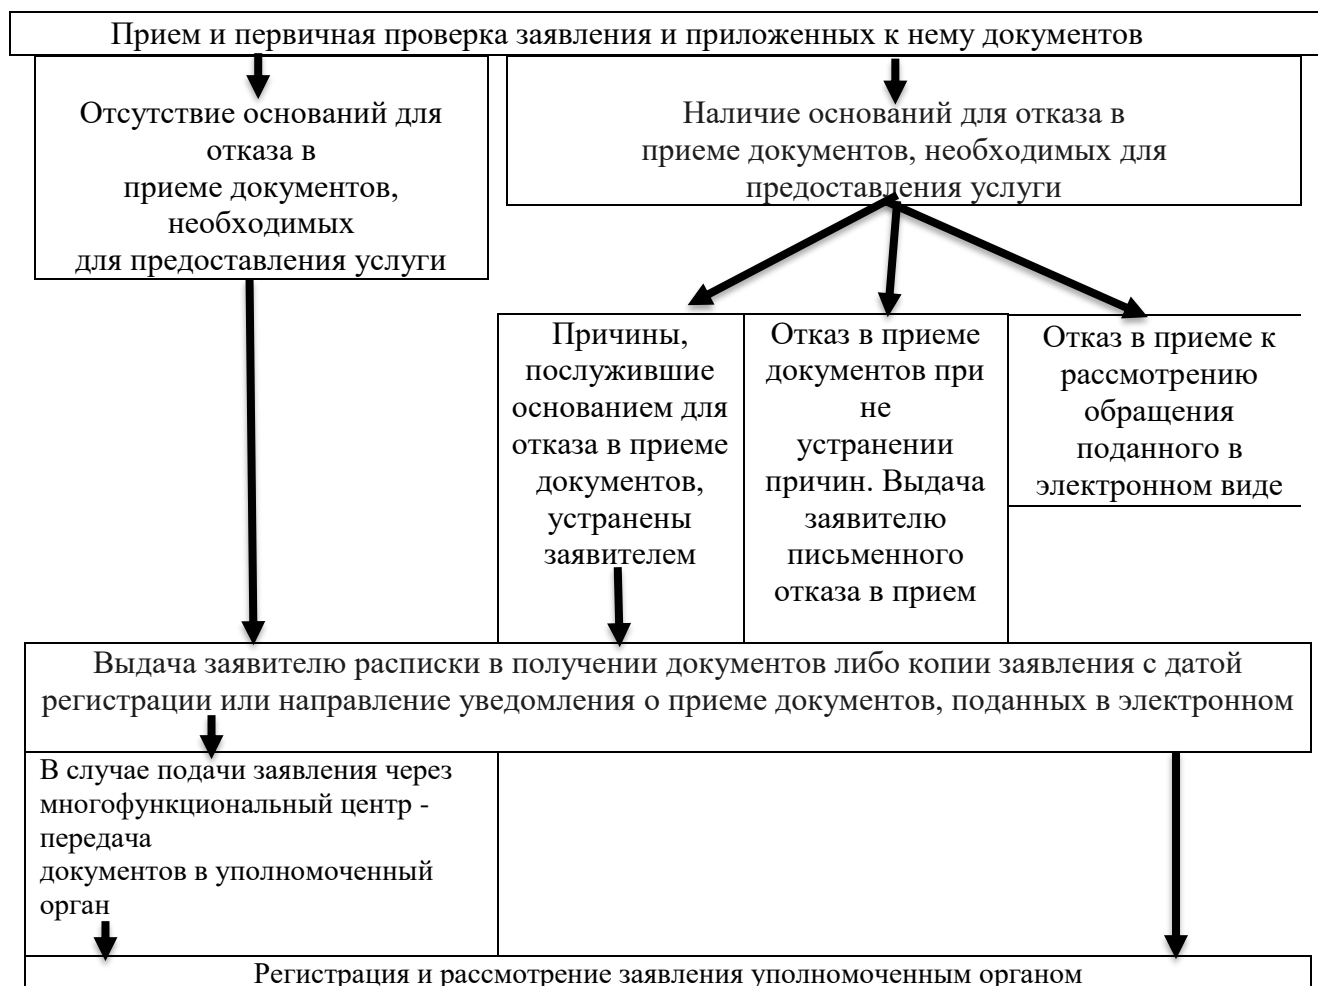 Прием и первичная проверка заявления и приложенных к нему документов
Отсутствие оснований для
отказа в
приеме документов,
необходимых
для предоставления услуги
Наличие оснований для отказа в
приеме документов, необходимых для
предоставления услуги
Причины,
послужившие
основанием для
отказа в приеме
документов,
устранены
заявителем
Отказ в приеме
документов при
не
устранении
причин. Выдача
заявителю
письменного
отказа в прием
Отказ в приеме к
рассмотрению
обращения
поданного в
электронном виде
Выдача заявителю расписки в получении документов либо копии заявления с датой
регистрации или направление уведомления о приеме документов, поданных в электронном
В случае подачи заявления через
многофункциональный центр -
передача
документов в уполномоченный
орган
Регистрация и рассмотрение заявления уполномоченным органом